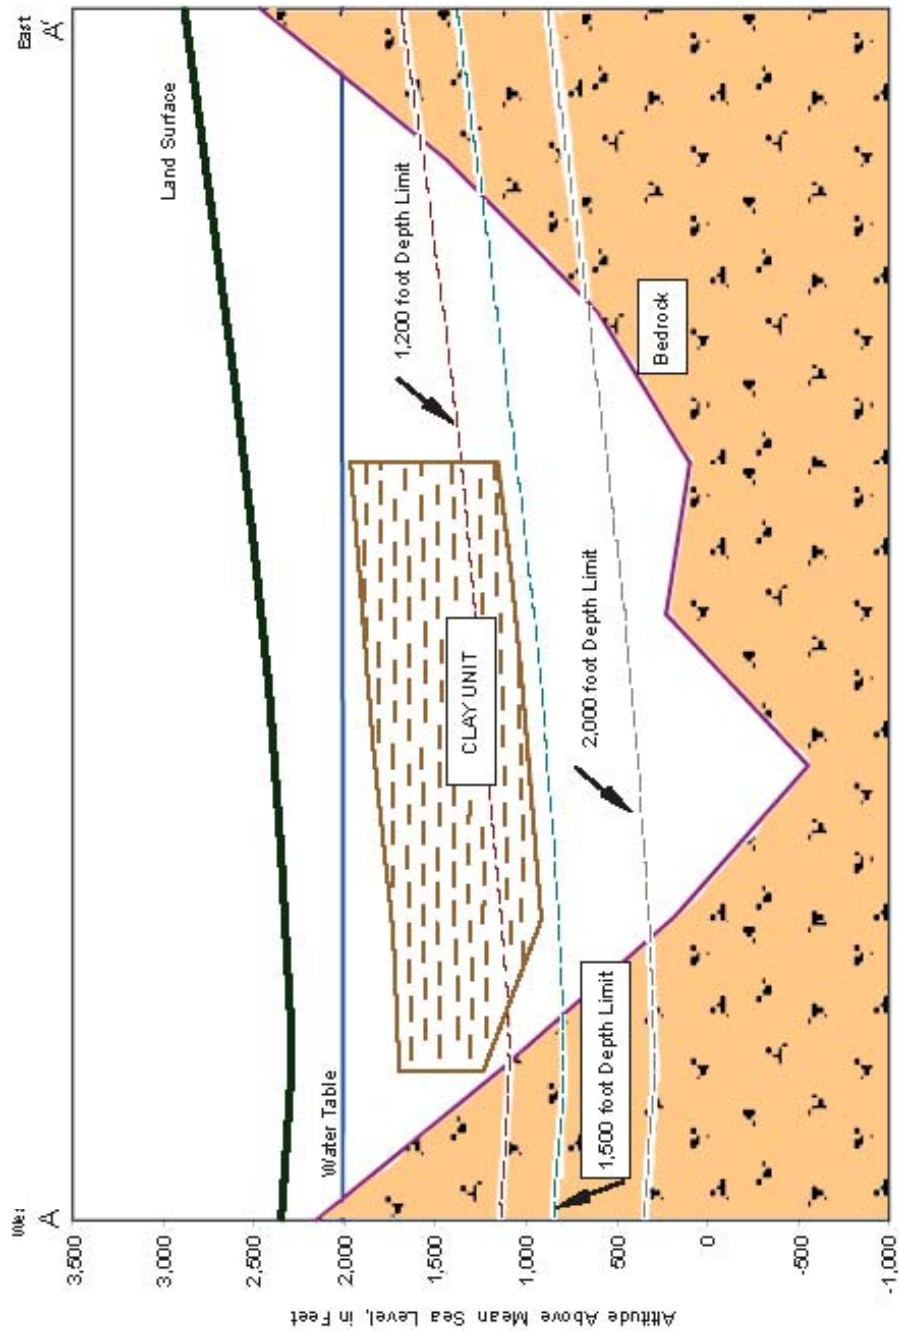 West
East
A
A'
Land Surface
Water Table
1,200 foot Depth Limit
CLAY UNIT
2,000 foot Depth Limit
1,500 foot Depth Limit
Bedrock
3,500
3,000
2,500
2,000
1,500
1,000
500
0
-500
-1,000
Altitude Above Mean Sea Level, in Feet